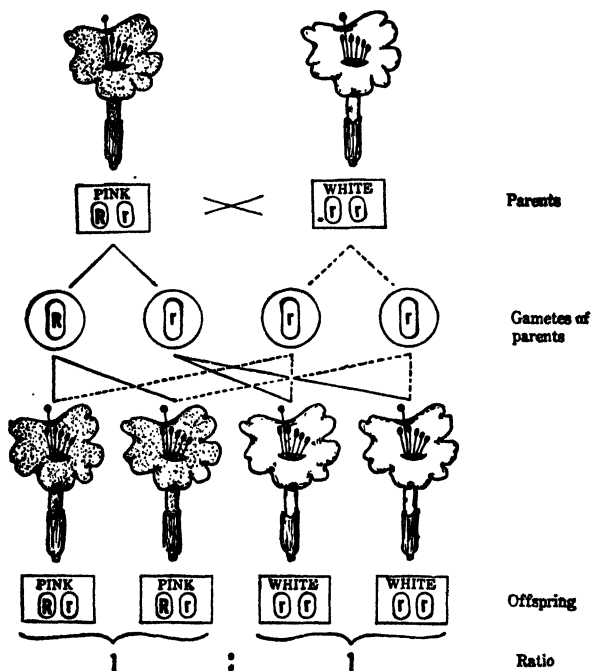 PINK
R r
WHITE
r r
Parents
R r r r
Gametes of
parents
PINK PINK WHITE WHITE
R r R r r r r r
Offspring
1 : 1
Ratio